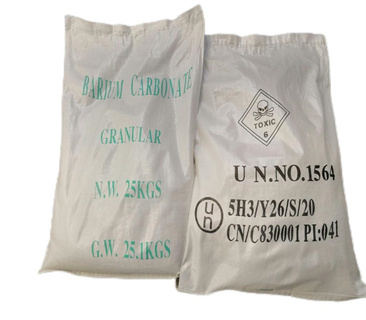 BARIUM CARBONATE
GRANULAR
N.W. 25KGS
G.W. 25.1KGS
TOXIC
6
U N.NO.1564
un
5H3/Y26/S/20
CN/C830001 PI:041